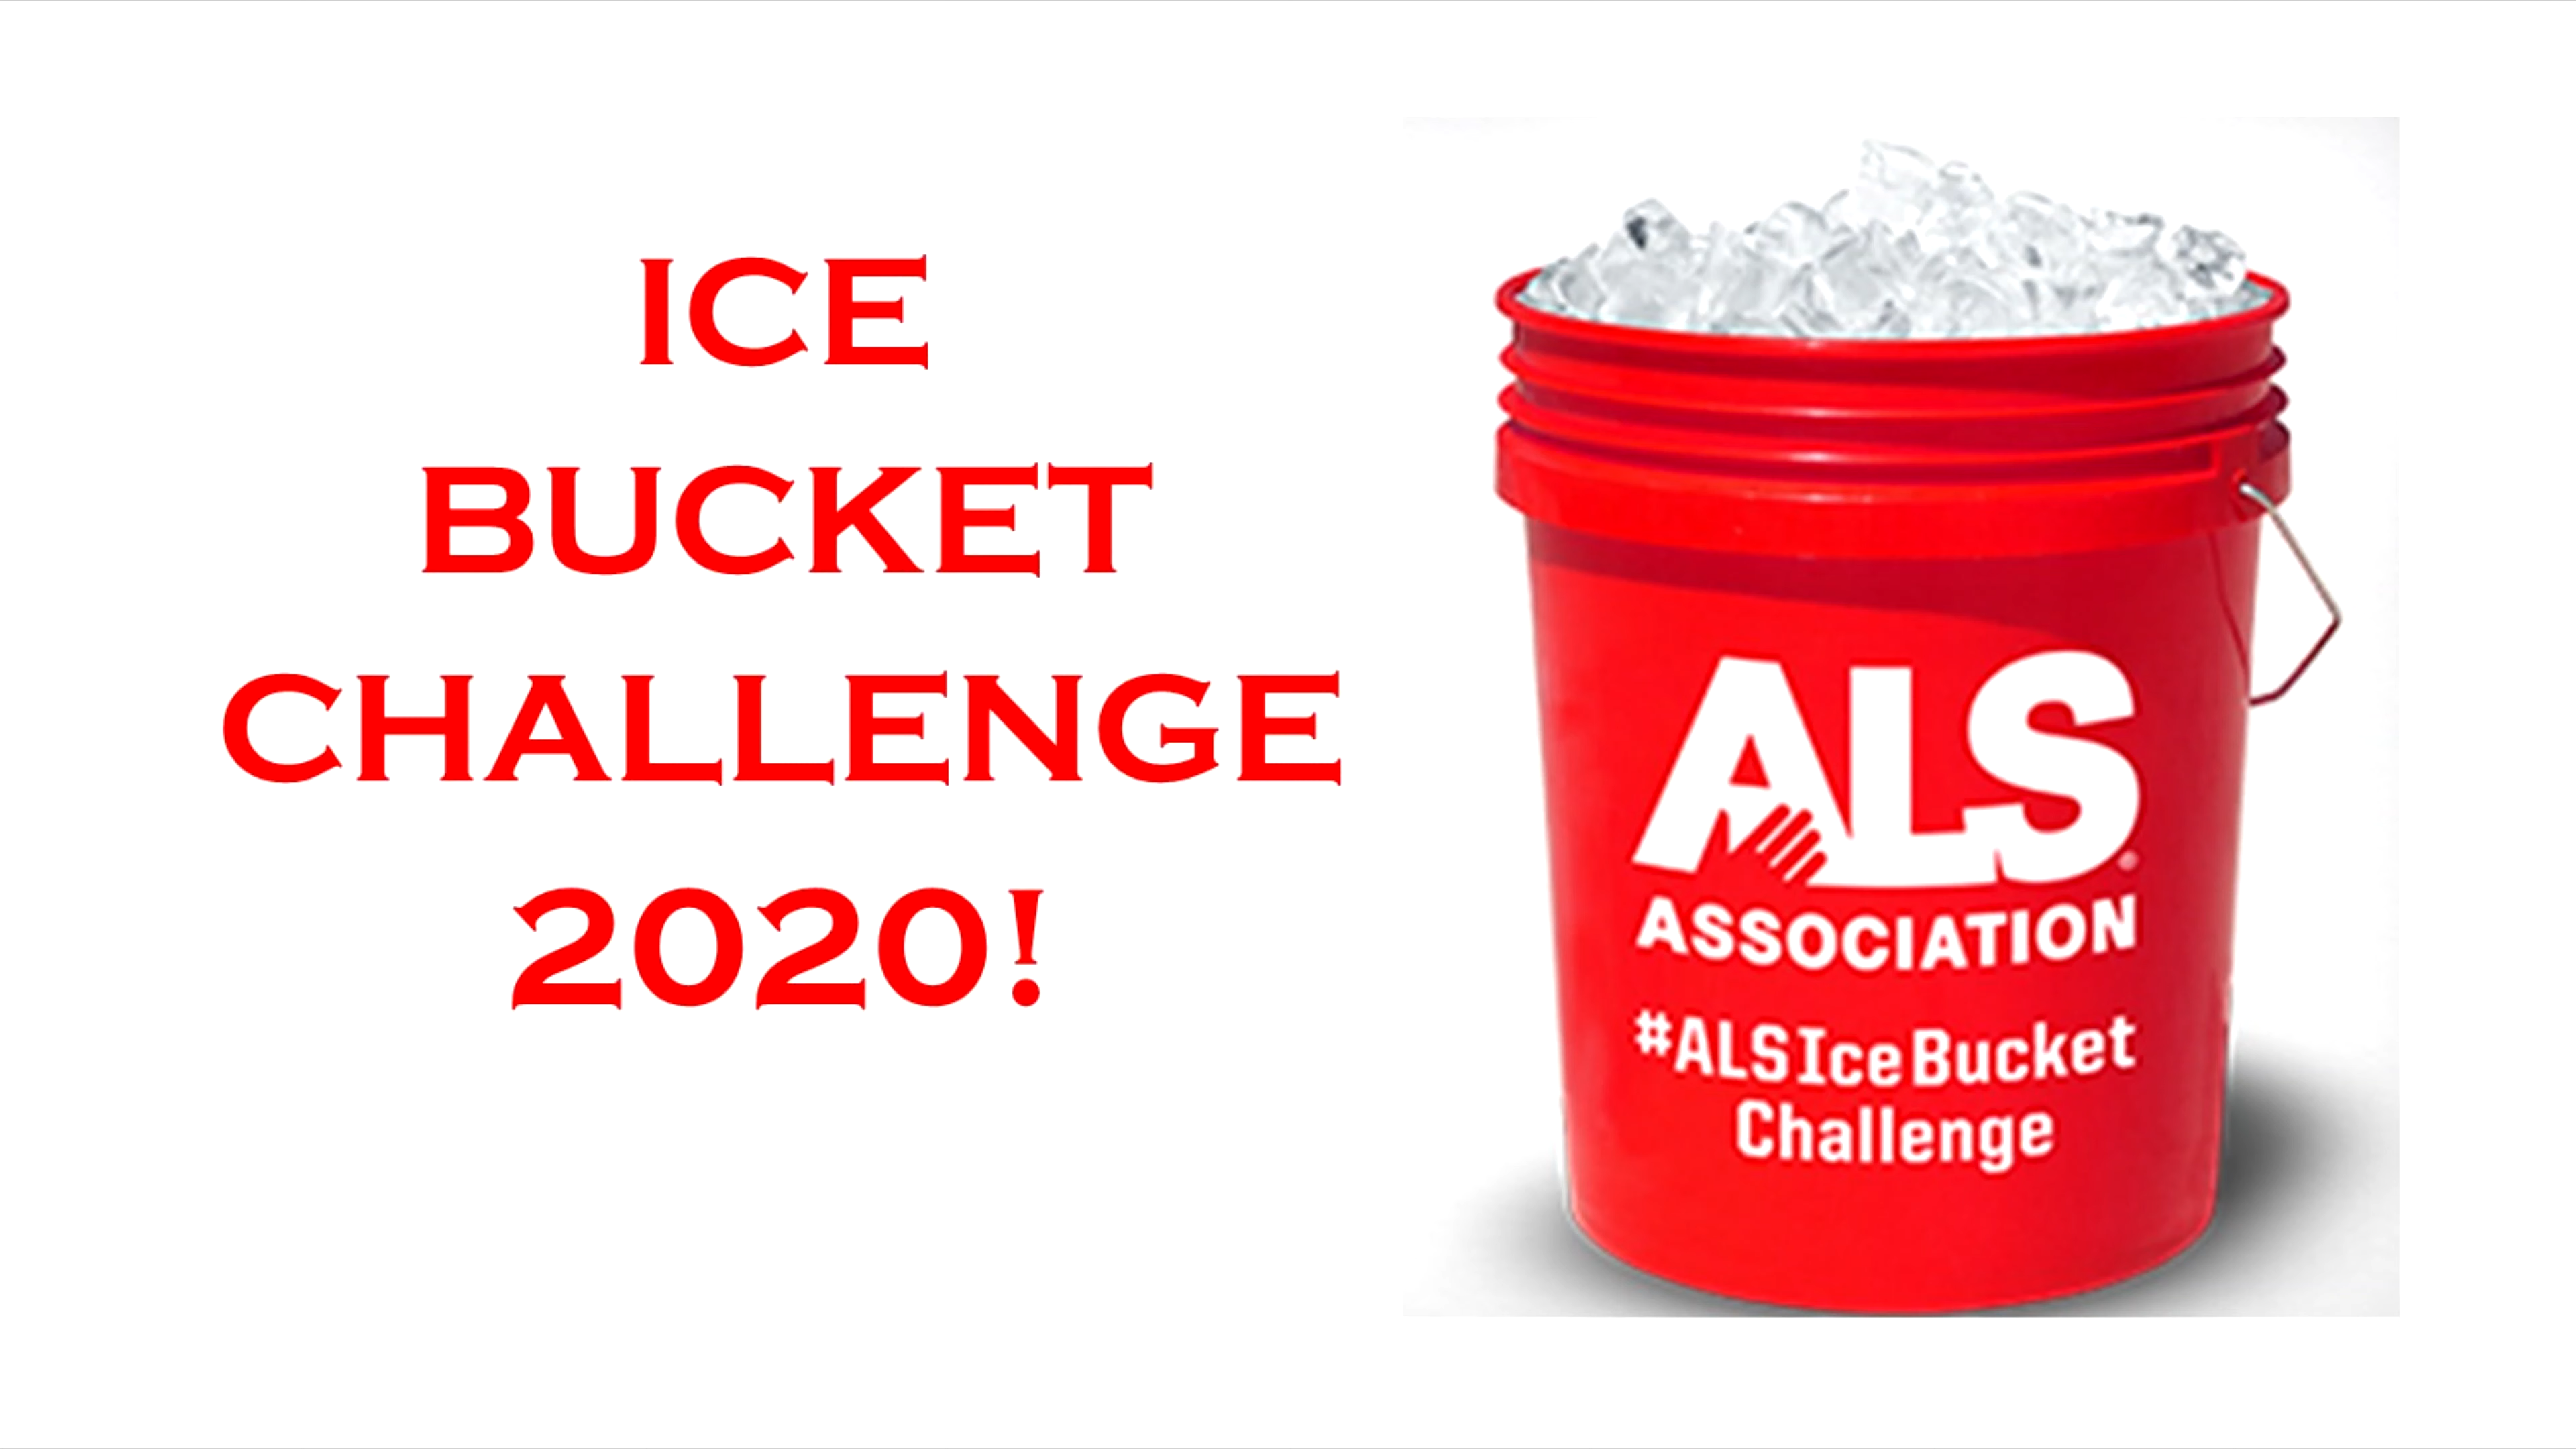 ICE
BUCKET
CHALLENGE
2020!
ALS
ASSOCIATION
#ALSIceBucket
Challenge